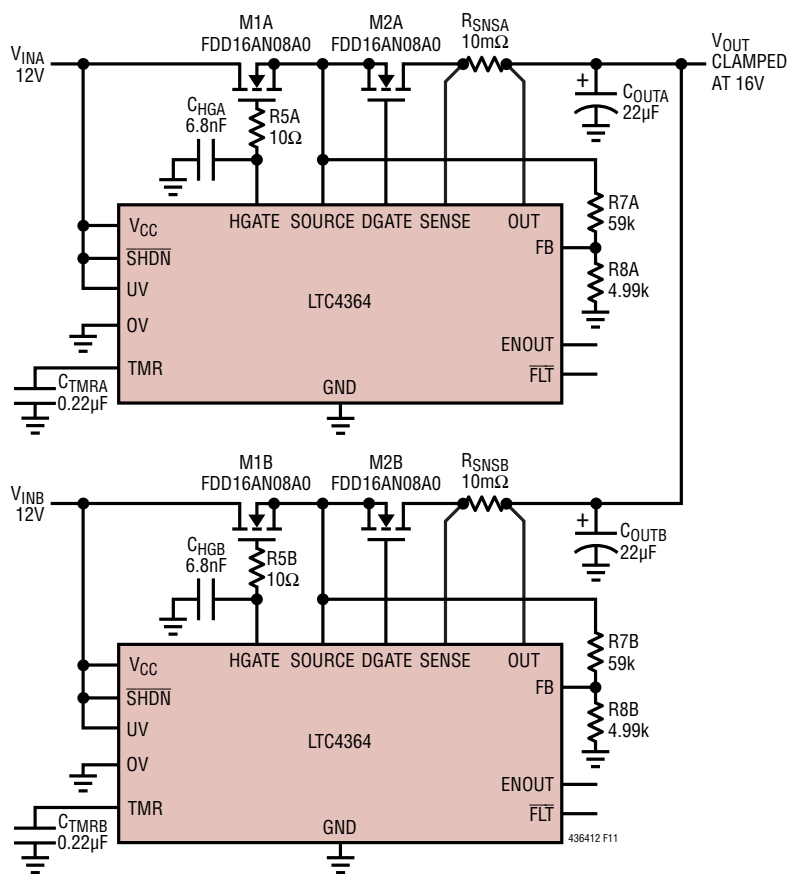 M1A
FDD16AN08A0
M2A
FDD16AN08A0
RSNSA
10mΩ
VINA
12V
VOUT
CLAMPED
AT 16V
CHGA
6.8nF
R5A
10Ω
+
COUTA
22µF
HGATE SOURCE DGATE SENSE OUT
VCC
SHDN
UV
OV
TMR
LTC4364
GND
FB
ENOUT
FLT
R7A
59k
R8A
4.99k
CTMRA
0.22µF
M1B
FDD16AN08A0
M2B
FDD16AN08A0
RSNSB
10mΩ
VINB
12V
CHGB
6.8nF
R5B
10Ω
+
COUTB
22µF
HGATE SOURCE DGATE SENSE OUT
VCC
SHDN
UV
OV
TMR
LTC4364
GND
FB
ENOUT
FLT
R7B
59k
R8B
4.99k
CTMRB
0.22µF
436412 F11